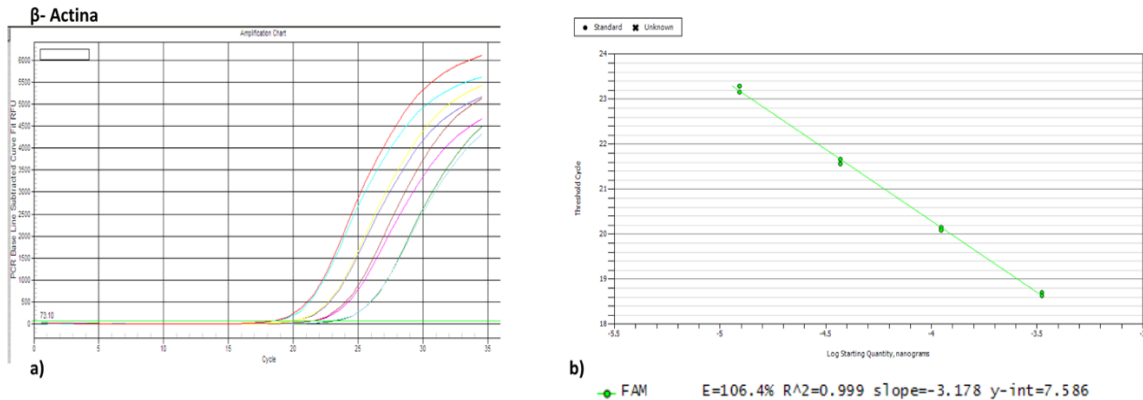 β- Actina
Amplification Chart
PCR Base Line Subtracted Curve Fit RFU
6000
5500
5000
4500
4000
3500
3000
2500
2000
1500
1000
500
0
73.10
0 5 10 15 20 25 30 35
Cycle
a)
Standard Unknown
Threshold Cycle
24
23
22
21
20
19
18
-5.5 -5 -4.5 -4 -3.5
Log Starting Quantity, nanograms
b)
FAM E=106.4% R^2=0.999 slope=-3.178 y-int=7.586